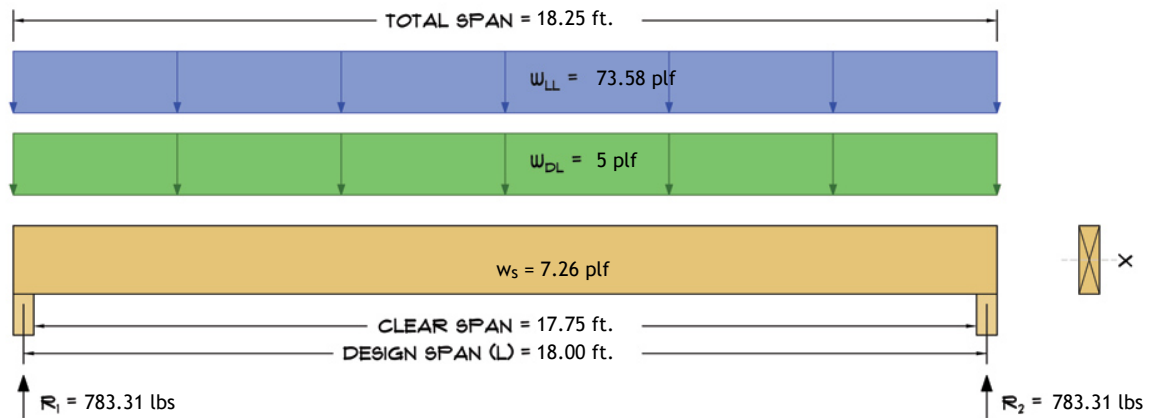 TOTAL SPAN = 18.25 ft.
wLL = 73.58 plf
wDL = 5 plf
ws = 7.26 plf
X
CLEAR SPAN = 17.75 ft.
DESIGN SPAN (L) = 18.00 ft.
R1 = 783.31 lbs
R2 = 783.31 lbs